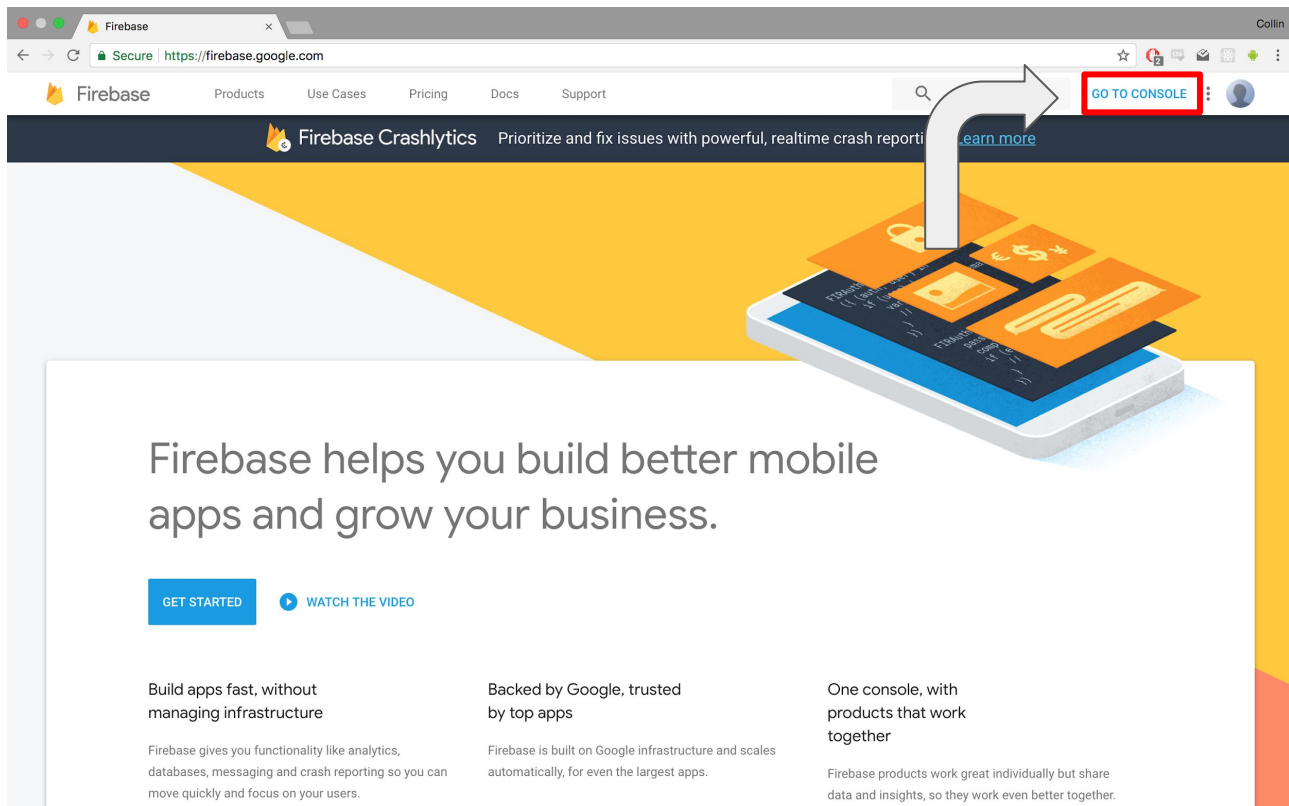 Firebase
Collin
Secure https://firebase.google.com
2
Firebase Products Use Cases Pricing Docs Support GO TO CONSOLE
Firebase Crashlytics Prioritize and fix issues with powerful, realtime crash reporti earn more
€ $ ¥
Firebase helps you build better mobile
apps and grow your business.
GET STARTED WATCH THE VIDEO
Build apps fast, without
managing infrastructure
Firebase gives you functionality like analytics,
databases, messaging and crash reporting so you can
move quickly and focus on your users.
Backed by Google, trusted
by top apps
Firebase is built on Google infrastructure and scales
automatically, for even the largest apps.
One console, with
products that work
together
Firebase products work great individually but share
data and insights, so they work even better together.